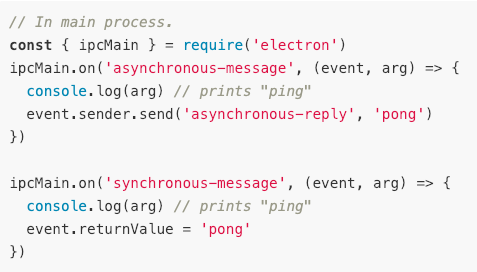 // In main process.
const { ipcMain } = require('electron')
ipcMain.on('asynchronous-message', (event, arg) => {
  console.log(arg) // prints "ping"
  event.sender.send('asynchronous-reply', 'pong')
})

ipcMain.on('synchronous-message', (event, arg) => {
  console.log(arg) // prints "ping"
  event.returnValue = 'pong'
})